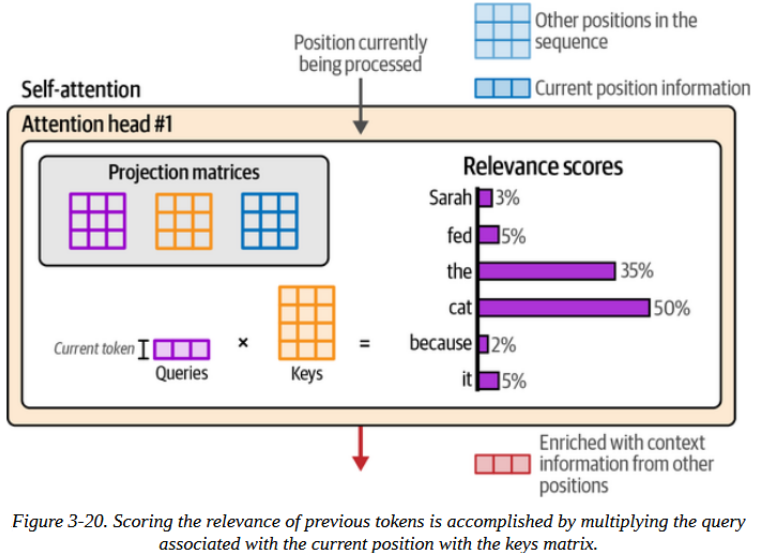 Position currently
being processed
Other positions in the
sequence
Current position information
Self-attention
Attention head #1
Projection matrices
Relevance scores
Sarah 3%
fed 5%
the 35%
cat 50%
because 2%
it 5%
Current token
×
=
Queries
Keys
Enriched with context
information from other
positions
Figure 3-20. Scoring the relevance of previous tokens is accomplished by multiplying the query
associated with the current position with the keys matrix.